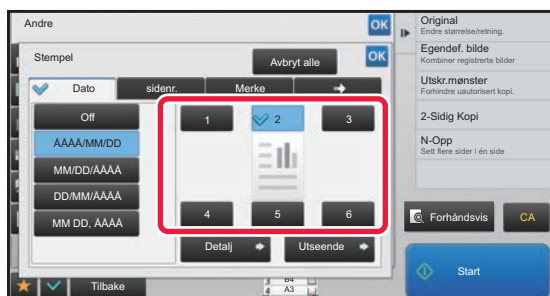 Andre
OK
Stempel
Avbryt alle
OK
Dato
sidenr.
Merke
Off
ÅÅÅÅ/MM/DD
MM/DD/ÅÅÅÅ
DD/MM/ÅÅÅÅ
MM DD, ÅÅÅÅ
1
2
3
4
5
6
Detalj
Utseende
Tilbake
3 B4
4 A3
Original
Endre størrelse/retning.
Egendef. bilde
Kombiner registrerte bilder
Utskr.mønster
Forhindre uautorisert kopi.
2-Sidig Kopi
N-Opp
Sett flere sider i én side
Forhåndsvis
CA
Start